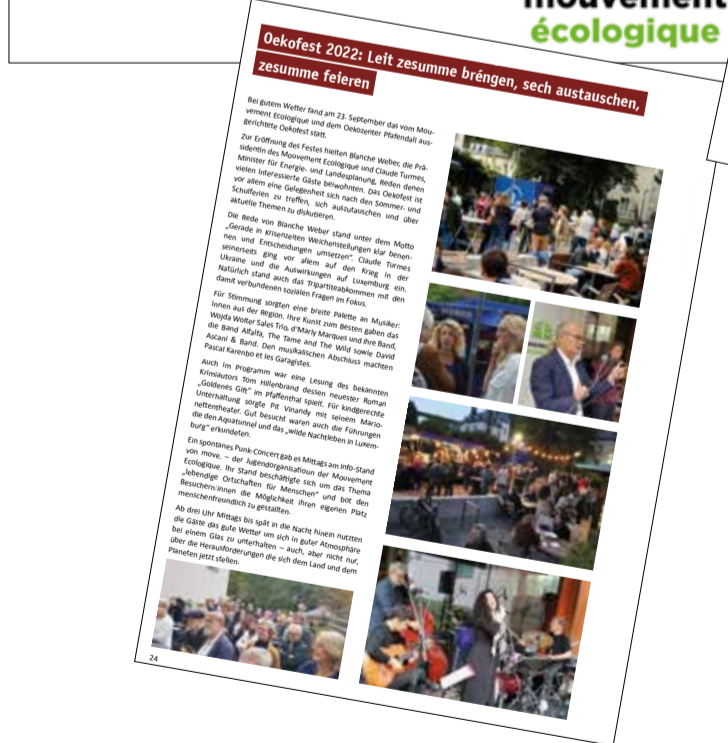 mouvement
écologique
Oekofest 2022: Leit zesumme bréngen, sech austauschen,
zesumme feieren
Bei gutem Wetter fand am 23. September das vom Mou-
vement Ecologique und dem Oekozenter Pfafendall aus-
gerichtete Oekofest statt.
Zur Eröffnung des Festes hielten Blanche Weber, die Prä-
sidentin des Mouvement Ecologique und Claude Turmes,
Minister für Energie- und Landesplanung, Reden denen
vielen Interessierte Gäste beiwohnten. Das Oekofest ist
vor allem eine Gelegenheit sich nach den Sommer- und
Schulferien zu treffen, sich auszutauschen und über
aktuelle Themen zu diskutieren.
Die Rede von Blanche Weber stand unter dem Motto
„Gerade in Krisenzeiten Weichenstellungen klar benen-
nen und Entscheidungen umsetzen“. Claude Turmes
seinerseits ging vor allem auf den Krieg in der
Ukraine und die Auswirkungen auf Luxemburg ein.
Natürlich stand auch das Tripartiteabkommen mit den
damit verbundenen sozialen Fragen im Fokus.
Für Stimmung sorgten eine breite Palette an Musiker:
Innen aus der Region. Ihre Kunst zum Besten gaben das
Wojda Wolter Sales Trio, d'Marly Marques und ihre Band,
die Band Alfalfa, The Tame and The Wild sowie David
Ascani & Band. Den musikalischen Abschluss machten
Pascal Karenbo et les Garagistes.
Auch im Programm war eine Lesung des bekannten
Krimiautors Tom Hillenbrand dessen neuester Roman
„Goldenes Gift“ im Pfaffenthal spielt. Für kindgerechte
Unterhaltung sorgte Pit Vinandy mit seinem Mario-
nettentheater. Gut besucht waren auch die Führungen
die den Aquatunnel und das „wilde Nachtleben in Luxem-
burg“ erkundeten.
Ein spontanes Punk-Concert gab es Mittags am Info-Stand
von move. – der Jugendorganisatioun der Mouvement
Ecologique. Ihr Stand beschäftigte sich um das Thema
„lebendige Ortschaften für Menschen“ und bot den
Besuchern:innen die Möglichkeit ihren eigenen Platz
menschenfreundlich zu gestallten.
Ab drei Uhr Mittags bis spät in die Nacht hinein nutzten
die Gäste das gute Wetter um sich in guter Atmosphäre
bei einem Glas zu unterhalten – auch, aber nicht nur,
über die Herausforderungen die sich dem Land und dem
Planeten jetzt stellen.
24